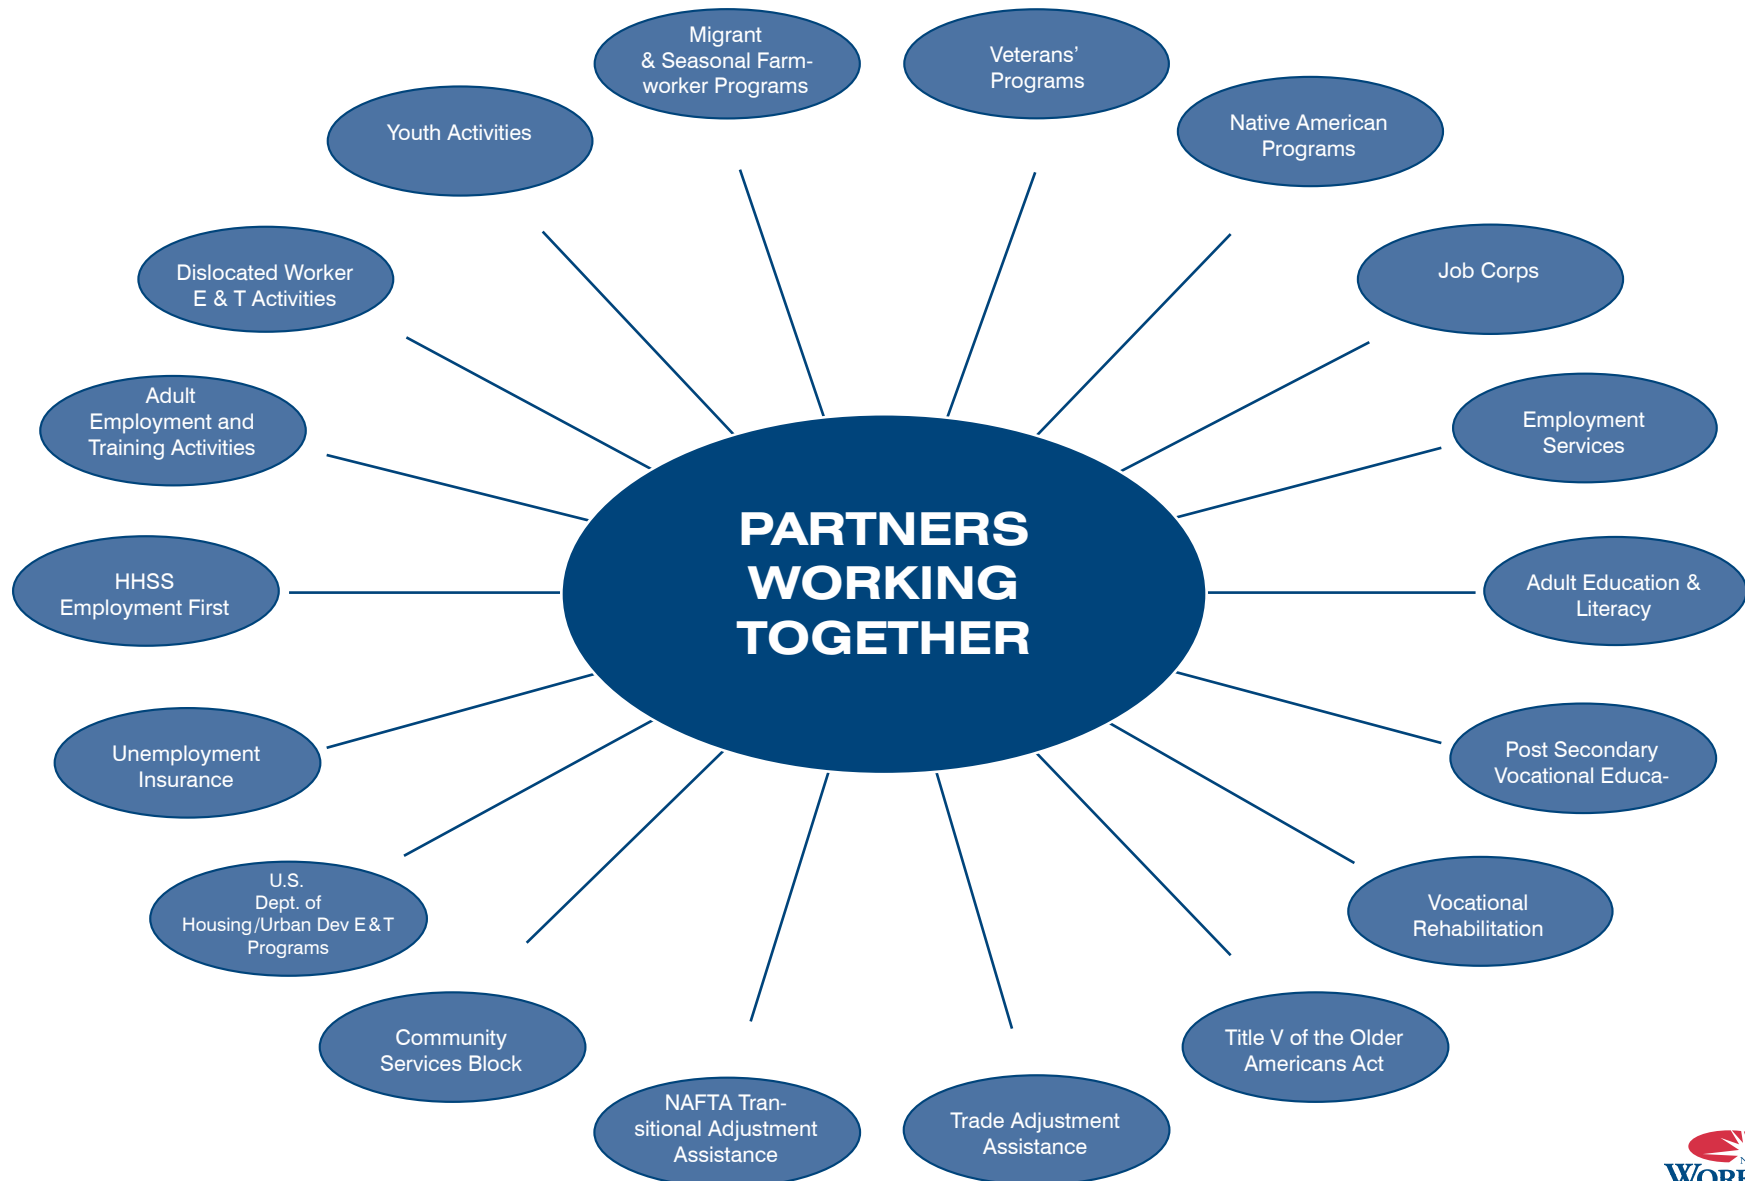 Migrant
& Seasonal Farm-
worker Programs
Veterans'
Programs
Native American
Programs
Youth Activities
Job Corps
Dislocated Worker
E & T Activities
Adult
Employment and
Training Activities
Employment
Services
PARTNERS
WORKING
TOGETHER
HHSS
Employment First
Adult Education &
Literacy
Unemployment
Insurance
Post Secondary
Vocational Educa-
U.S.
Dept. of
Housing/Urban Dev E & T
Programs
Vocational
Rehabilitation
Community
Services Block
Title V of the Older
Americans Act
NAFTA Tran-
sitional Adjustment
Assistance
Trade Adjustment
Assistance